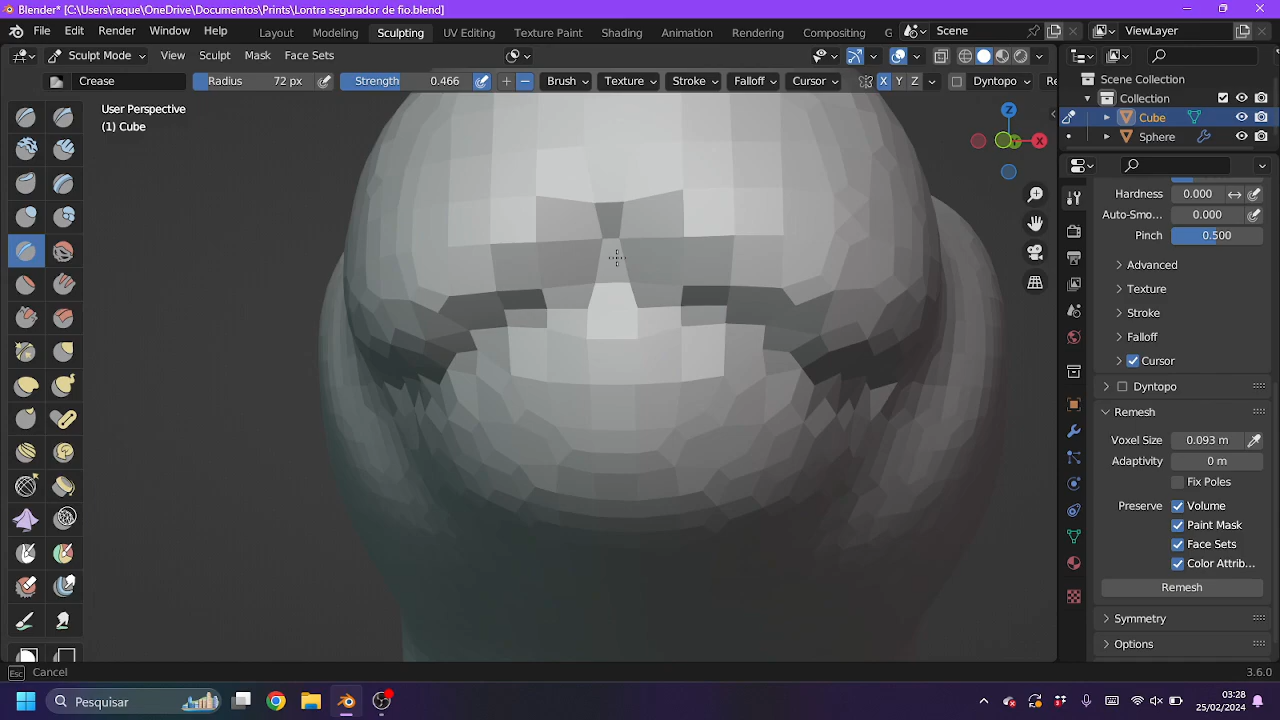 Blender* [C:\Users\raque\OneDrive\Documentos\Prints\Lontra segurador de fio.blend]
File Edit Render Window Help Layout Modeling Sculpting UV Editing Texture Paint Shading Animation Rendering Compositing G Scene ViewLayer
Sculpt Mode View Sculpt Mask Face Sets
Crease Radius 72 px Strength 0.466 Brush Texture Stroke Falloff Cursor X Y Z Dyntopo Re
User Perspective
(1) Cube
Z
X
Scene Collection
Collection
Cube
Sphere
Hardness 0.000
Auto-Smo... 0.000
Pinch 0.500
Advanced
Texture
Stroke
Falloff
Cursor
Dyntopo
Remesh
Voxel Size 0.093 m
Adaptivity 0 m
Fix Poles
Preserve Volume
Paint Mask
Face Sets
Color Attrib...
Remesh
Symmetry
Options
Esc Cancel 3.6.0
Pesquisar
03:28
25/02/2024